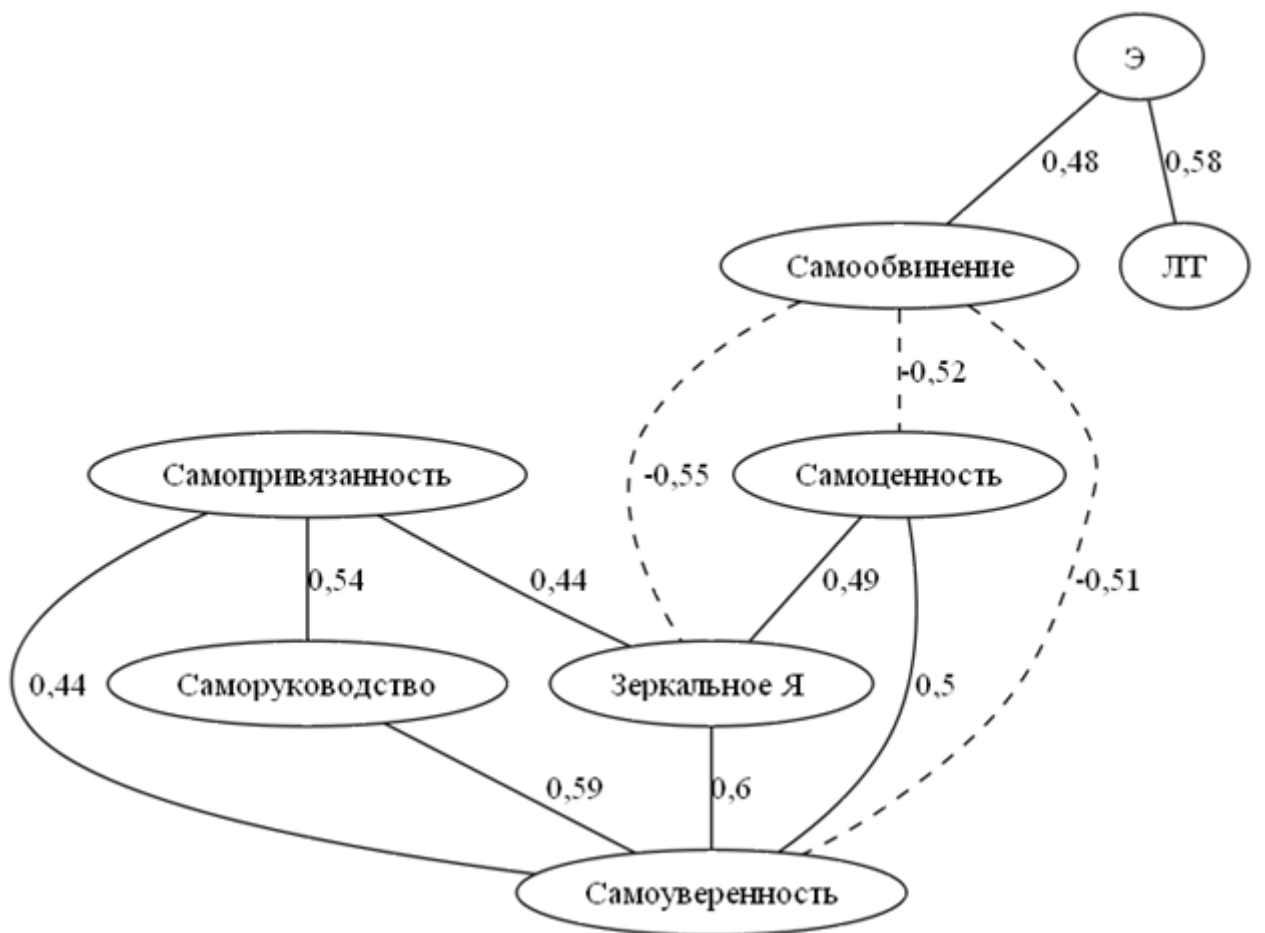 Э
0,48
0,58
Самообвинение
ЛТ
-0,52
-0,55
Самопривязанность
Самоценность
0,54
0,44
0,49
-0,51
0,44
Саморуководство
Зеркальное Я
0,5
0,59
0,6
Самоуверенность